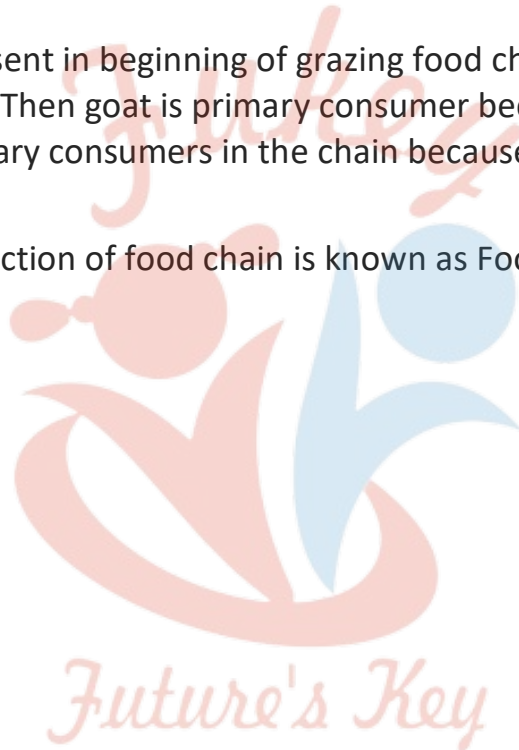 sent in beginning of grazing food ch
Then goat is primary consumer bec
ary consumers in the chain because
ction of food chain is known as Foo
Fukey
Future's Key